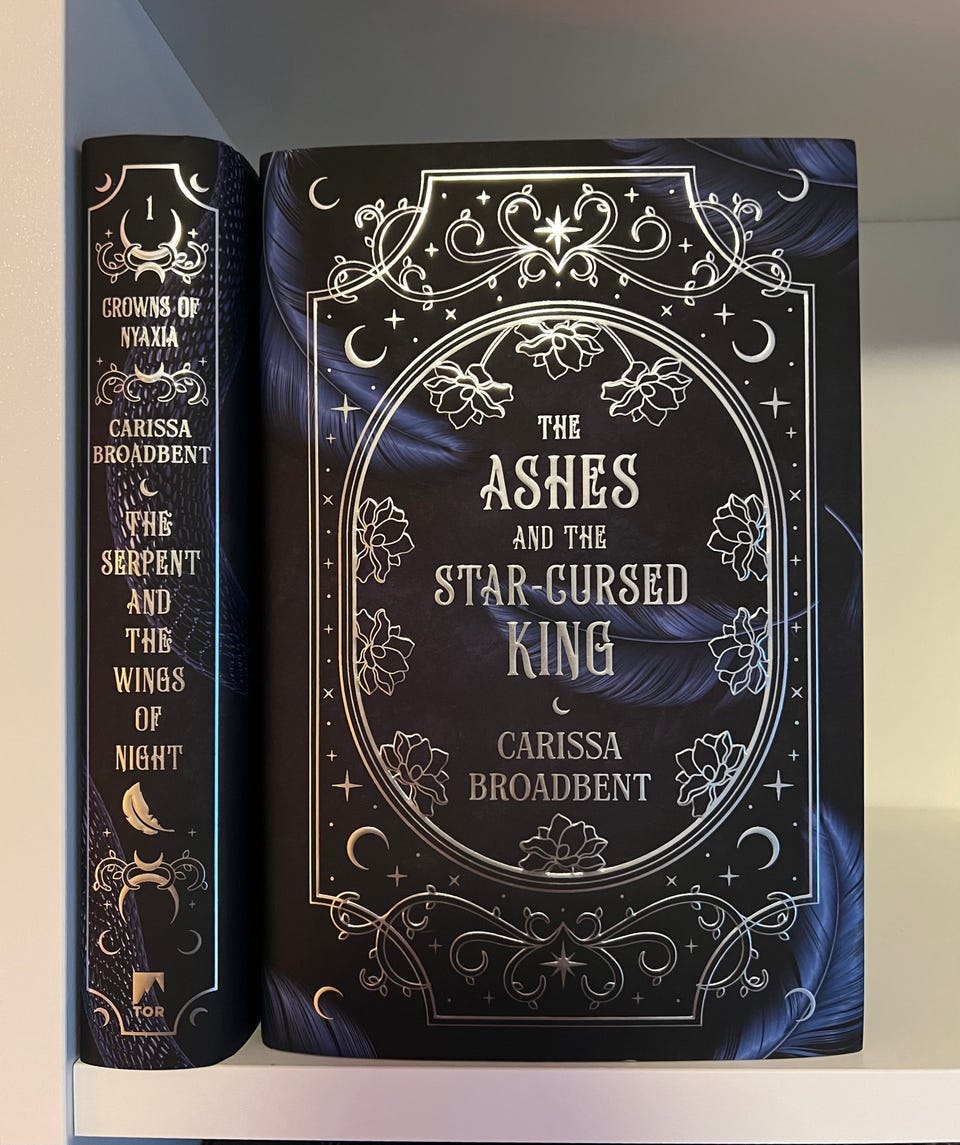 1
CROWNS OF
NYAXIA
CARISSA
BROADBENT
THE
SERPENT
AND
THE
WINGS
OF
NIGHT
TOR
THE
ASHES
AND THE
STAR-CURSED
KING
CARISSA
BROADBENT